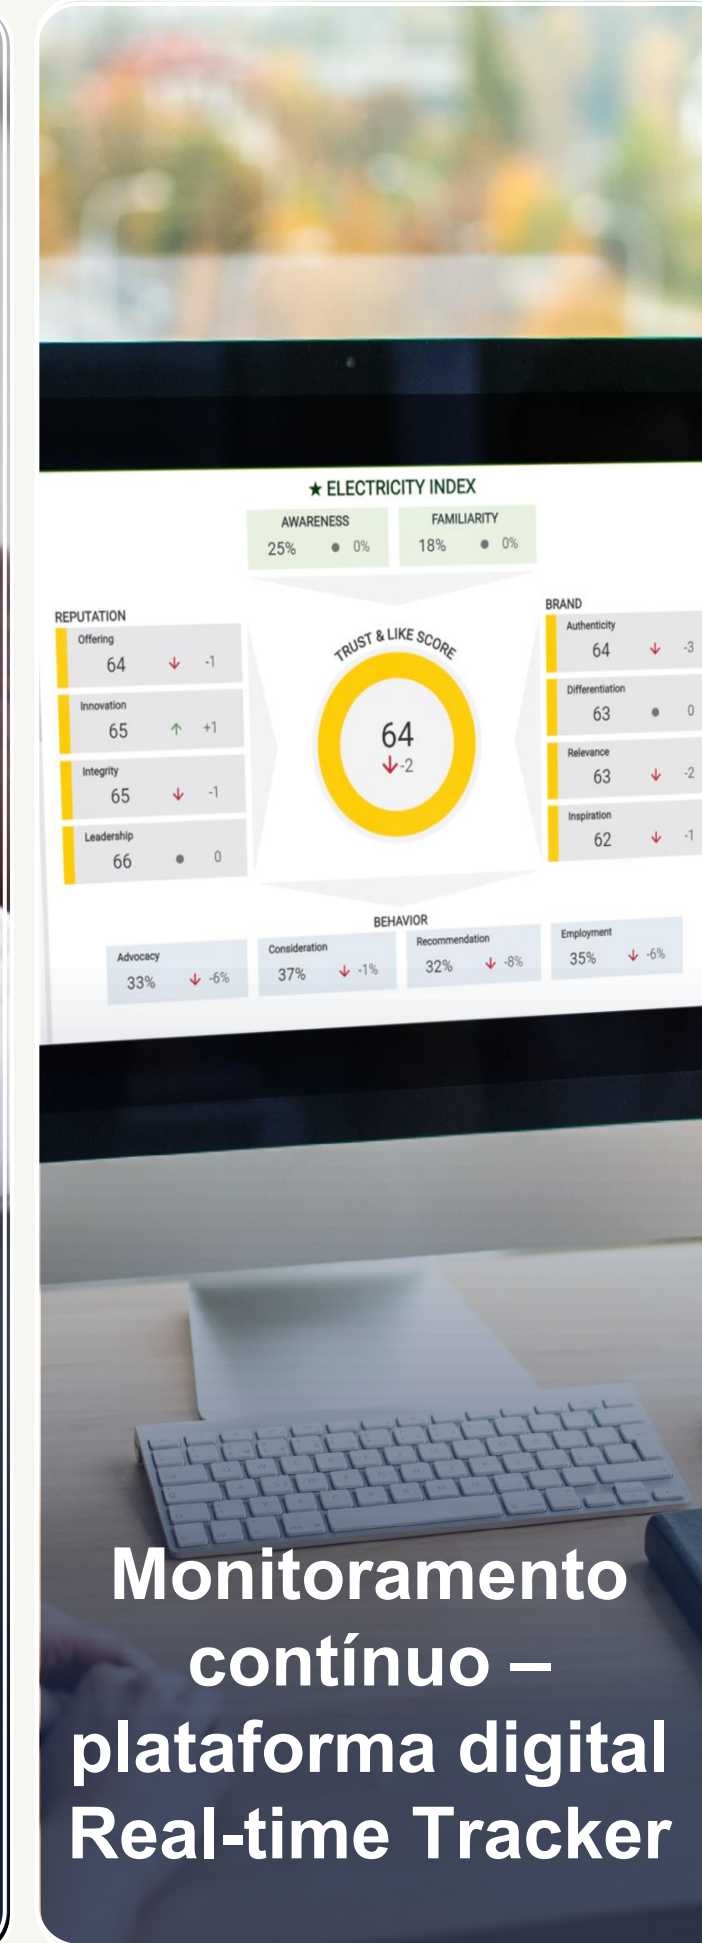 ★ ELECTRICITY INDEX
AWARENESS
25% ● 0%
FAMILIARITY
18% ● 0%
REPUTATION
Offering
64 ↓ -1
Innovation
65 ↑ +1
Integrity
65 ↓ -1
Leadership
66 ● 0
TRUST & LIKE SCORE
64
↓-2
BRAND
Authenticity
64 ↓ -3
Differentiation
63 ● 0
Relevance
63 ↓ -2
Inspiration
62 ↓ -1
BEHAVIOR
Advocacy
33% ↓ -6%
Consideration
37% ↓ -1%
Recommendation
32% ↓ -8%
Employment
35% ↓ -6%
Monitoramento
contínuo –
plataforma digital
Real-time Tracker